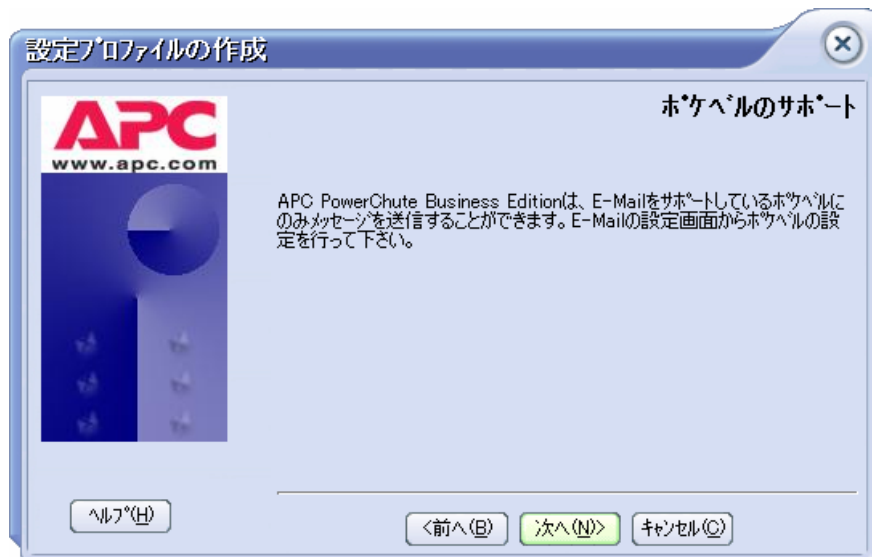 設定プロファイルの作成
APC
www.apc.com
ポケベルのサポート
APC PowerChute Business Editionは、E-Mailをサポートしているポケベルに
のみメッセージを送信することができます。E-Mailの設定画面からポケベルの設
定を行って下さい。
ヘルプ(H)
<前へ(B)
次へ(N)>
キャンセル(C)